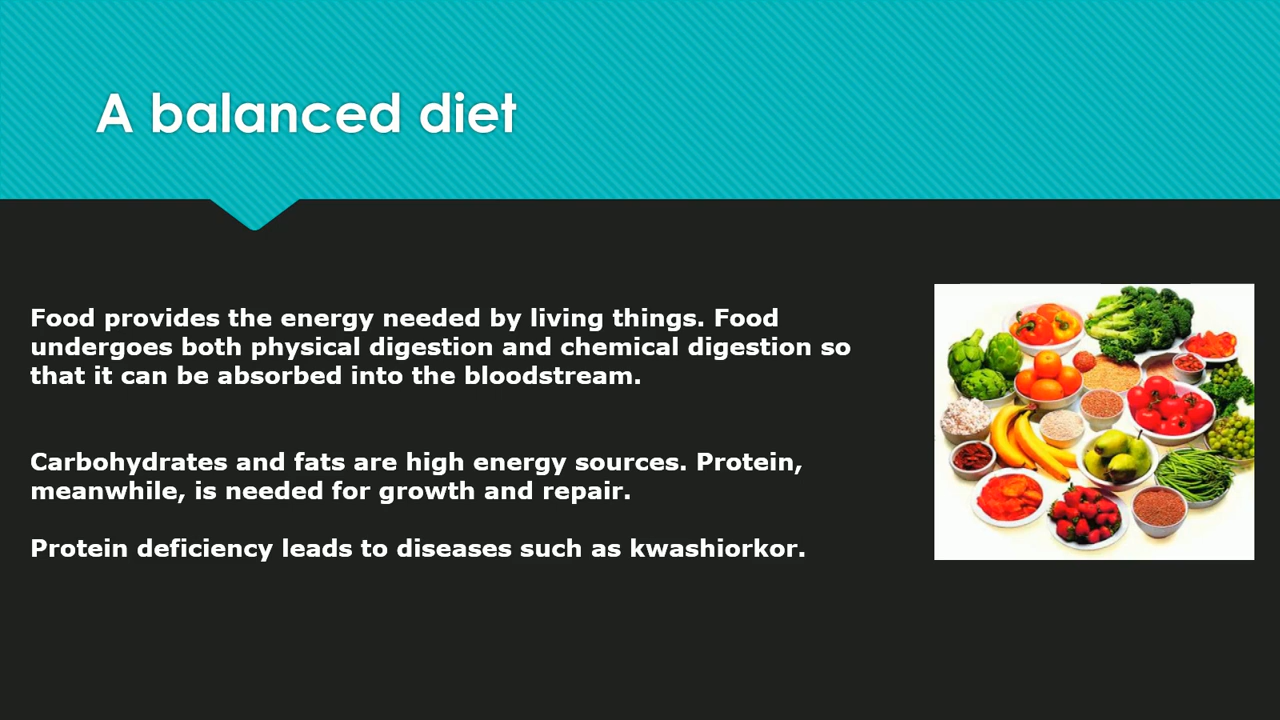 A balanced diet
Food provides the energy needed by living things. Food
undergoes both physical digestion and chemical digestion so
that it can be absorbed into the bloodstream.
Carbohydrates and fats are high energy sources. Protein,
meanwhile, is needed for growth and repair.
Protein deficiency leads to diseases such as kwashiorkor.